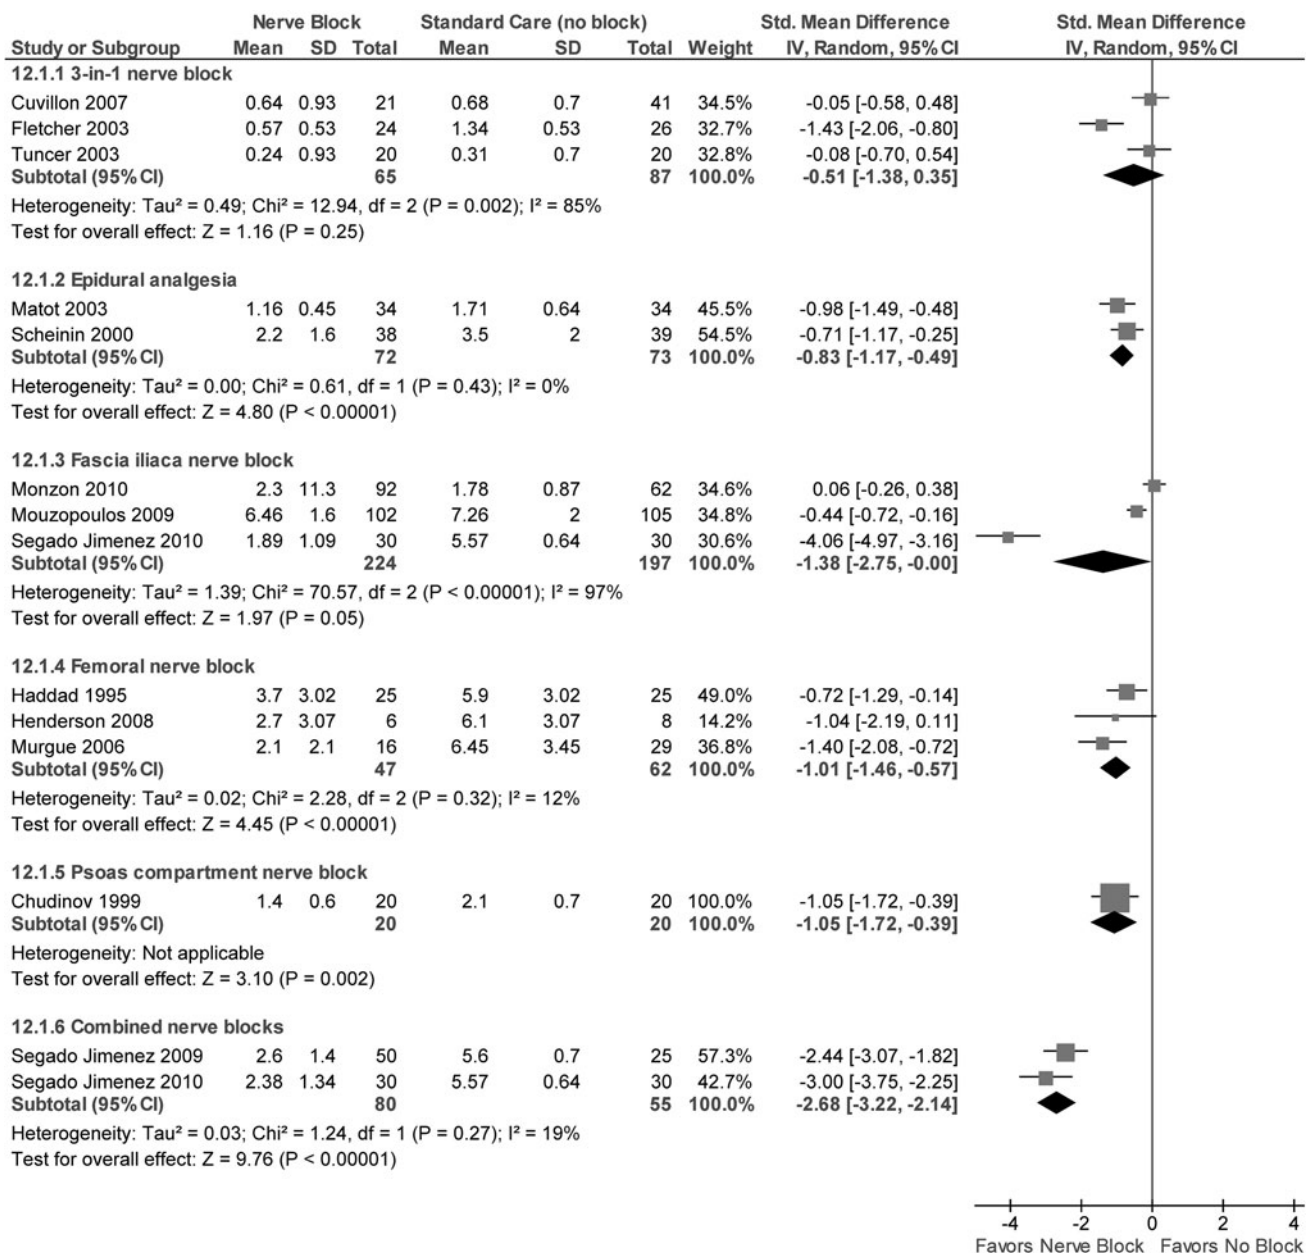 Nerve Block Standard Care (no block) Std. Mean Difference Std. Mean Difference
Study or Subgroup Mean SD Total Mean SD Total Weight IV, Random, 95% CI IV, Random, 95% CI
12.1.1 3-in-1 nerve block
Cuvillon 2007 0.64 0.93 21 0.68 0.7 41 34.5% -0.05 [-0.58, 0.48]
Fletcher 2003 0.57 0.53 24 1.34 0.53 26 32.7% -1.43 [-2.06, -0.80]
Tuncer 2003 0.24 0.93 20 0.31 0.7 20 32.8% -0.08 [-0.70, 0.54]
Subtotal (95% CI) 65 87 100.0% -0.51 [-1.38, 0.35]
Heterogeneity: Tau² = 0.49; Chi² = 12.94, df = 2 (P = 0.002); I² = 85%
Test for overall effect: Z = 1.16 (P = 0.25)
12.1.2 Epidural analgesia
Matot 2003 1.16 0.45 34 1.71 0.64 34 45.5% -0.98 [-1.49, -0.48]
Scheinin 2000 2.2 1.6 38 3.5 2 39 54.5% -0.71 [-1.17, -0.25]
Subtotal (95% CI) 72 73 100.0% -0.83 [-1.17, -0.49]
Heterogeneity: Tau² = 0.00; Chi² = 0.61, df = 1 (P = 0.43); I² = 0%
Test for overall effect: Z = 4.80 (P < 0.00001)
12.1.3 Fascia iliaca nerve block
Monzon 2010 2.3 11.3 92 1.78 0.87 62 34.6% 0.06 [-0.26, 0.38]
Mouzopoulos 2009 6.46 1.6 102 7.26 2 105 34.8% -0.44 [-0.72, -0.16]
Segado Jimenez 2010 1.89 1.09 30 5.57 0.64 30 30.6% -4.06 [-4.97, -3.16]
Subtotal (95% CI) 224 197 100.0% -1.38 [-2.75, -0.00]
Heterogeneity: Tau² = 1.39; Chi² = 70.57, df = 2 (P < 0.00001); I² = 97%
Test for overall effect: Z = 1.97 (P = 0.05)
12.1.4 Femoral nerve block
Haddad 1995 3.7 3.02 25 5.9 3.02 25 49.0% -0.72 [-1.29, -0.14]
Henderson 2008 2.7 3.07 6 6.1 3.07 8 14.2% -1.04 [-2.19, 0.11]
Murgue 2006 2.1 2.1 16 6.45 3.45 29 36.8% -1.40 [-2.08, -0.72]
Subtotal (95% CI) 47 62 100.0% -1.01 [-1.46, -0.57]
Heterogeneity: Tau² = 0.02; Chi² = 2.28, df = 2 (P = 0.32); I² = 12%
Test for overall effect: Z = 4.45 (P < 0.00001)
12.1.5 Psoas compartment nerve block
Chudinov 1999 1.4 0.6 20 2.1 0.7 20 100.0% -1.05 [-1.72, -0.39]
Subtotal (95% CI) 20 20 100.0% -1.05 [-1.72, -0.39]
Heterogeneity: Not applicable
Test for overall effect: Z = 3.10 (P = 0.002)
12.1.6 Combined nerve blocks
Segado Jimenez 2009 2.6 1.4 50 5.6 0.7 25 57.3% -2.44 [-3.07, -1.82]
Segado Jimenez 2010 2.38 1.34 30 5.57 0.64 30 42.7% -3.00 [-3.75, -2.25]
Subtotal (95% CI) 80 55 100.0% -2.68 [-3.22, -2.14]
Heterogeneity: Tau² = 0.03; Chi² = 1.24, df = 1 (P = 0.27); I² = 19%
Test for overall effect: Z = 9.76 (P < 0.00001)
-4 -2 0 2 4
Favors Nerve Block Favors No Block